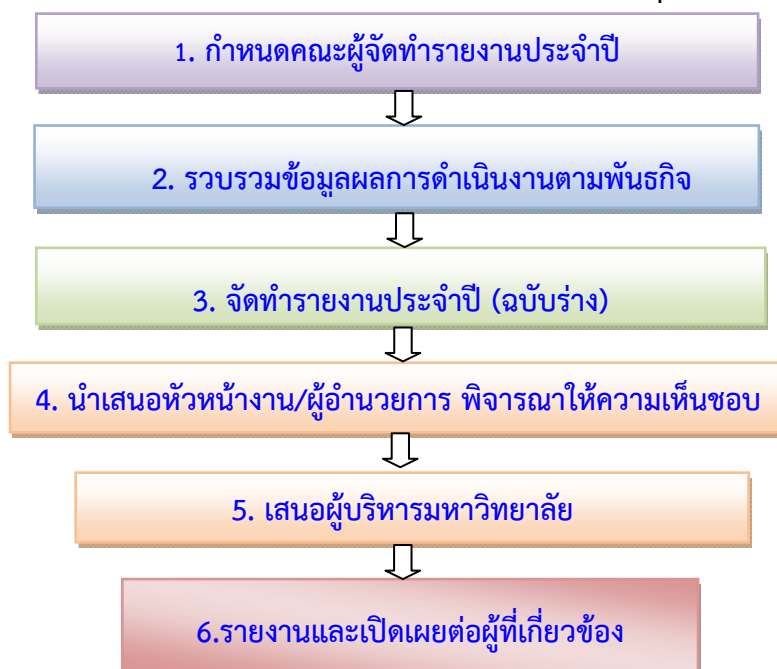 1. กำหนดคณะผู้จัดทำรายงานประจำปี
2. รวบรวมข้อมูลผลการดำเนินงานตามพันธกิจ
3. จัดทำรายงานประจำปี (ฉบับร่าง)
4. นำเสนอหัวหน้างาน/ผู้อำนวยการ พิจารณาให้ความเห็นชอบ
5. เสนอผู้บริหารมหาวิทยาลัย
6.รายงานและเปิดเผยต่อผู้ที่เกี่ยวข้อง